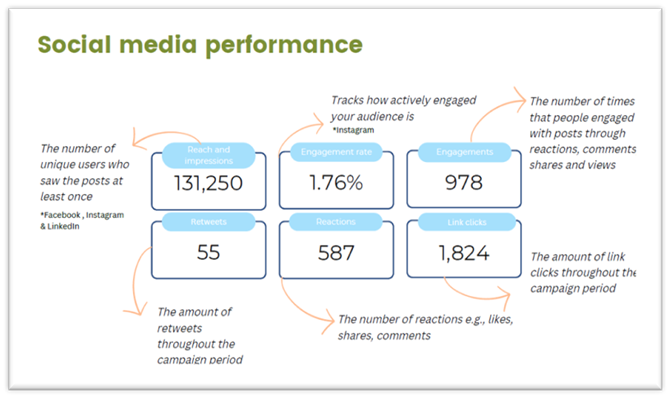 Social media performance
Tracks how actively engaged
your audience is
*Instagram
The number of times
that people engaged
with posts through
reactions, comments
shares and views
The number of
unique users who
saw the posts at
least once
*Facebook , Instagram
& LinkedIn
Reach and
impressions
131,250
Engagement rate
1.76%
Engagements
978
Retweets
55
Reactions
587
Link clicks
1,824
The amount of link
clicks throughout the
campaign period
The amount of
retweets
throughout the
campaign period
The number of reactions e.g., likes,
shares, comments